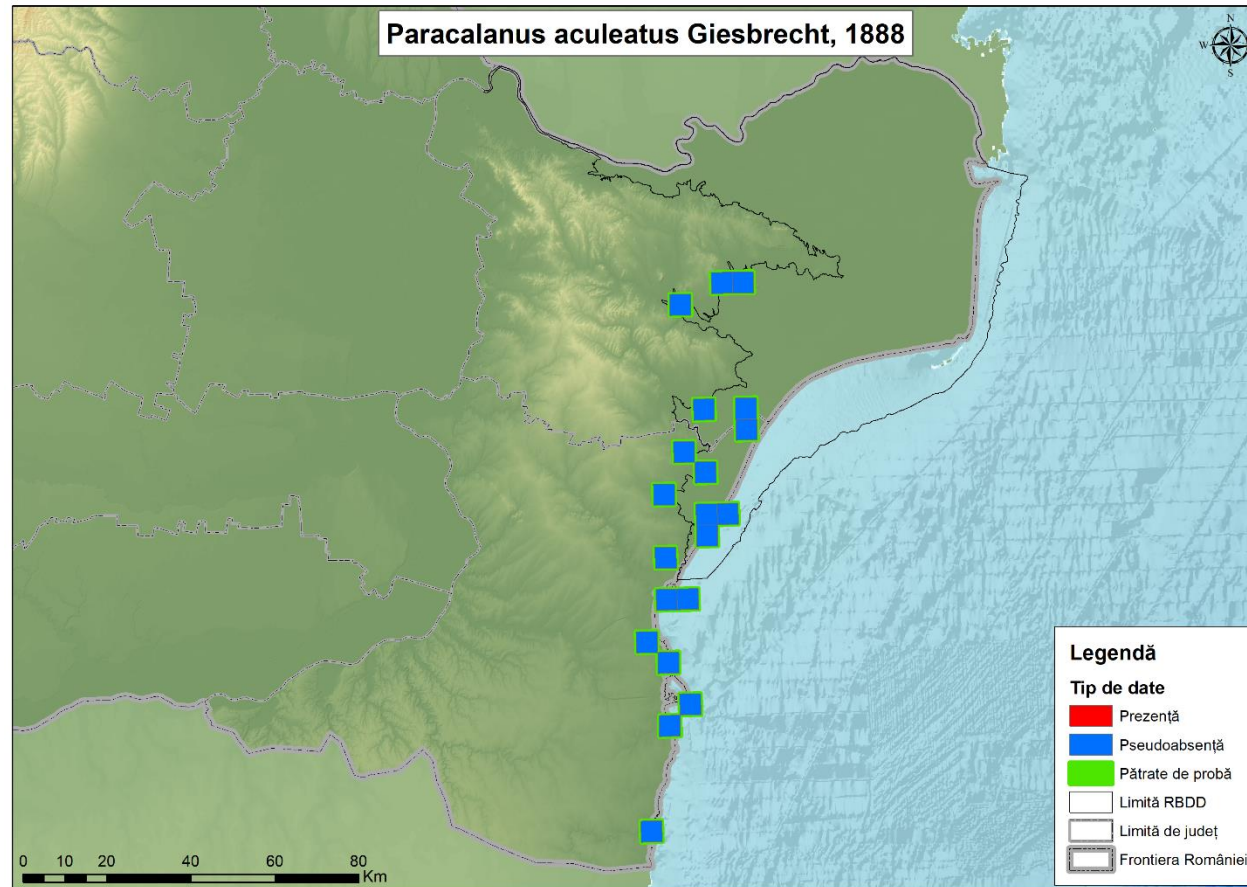 Paracalanus aculeatus Giesbrecht, 1888
N
W E
S
Legendă
Tip de date
Prezență
Pseudoabsență
Pătrate de probă
Limită RBDD
Limită de județ
Frontiera României
0 10 20 40 60 80
Km